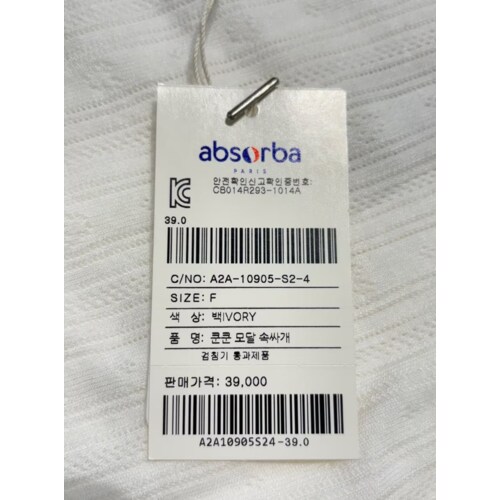 absorba
PARIS
안전확인신고확인증번호:
CB014R293-1014A
39.0
C/NO: A2A-10905-S2-4
SIZE: F
색 상: 백IVORY
품 명: 쿤쿤 모달 속싸개
검침기 통과제품
판매가격: 39,000
A2A10905S24-39.0